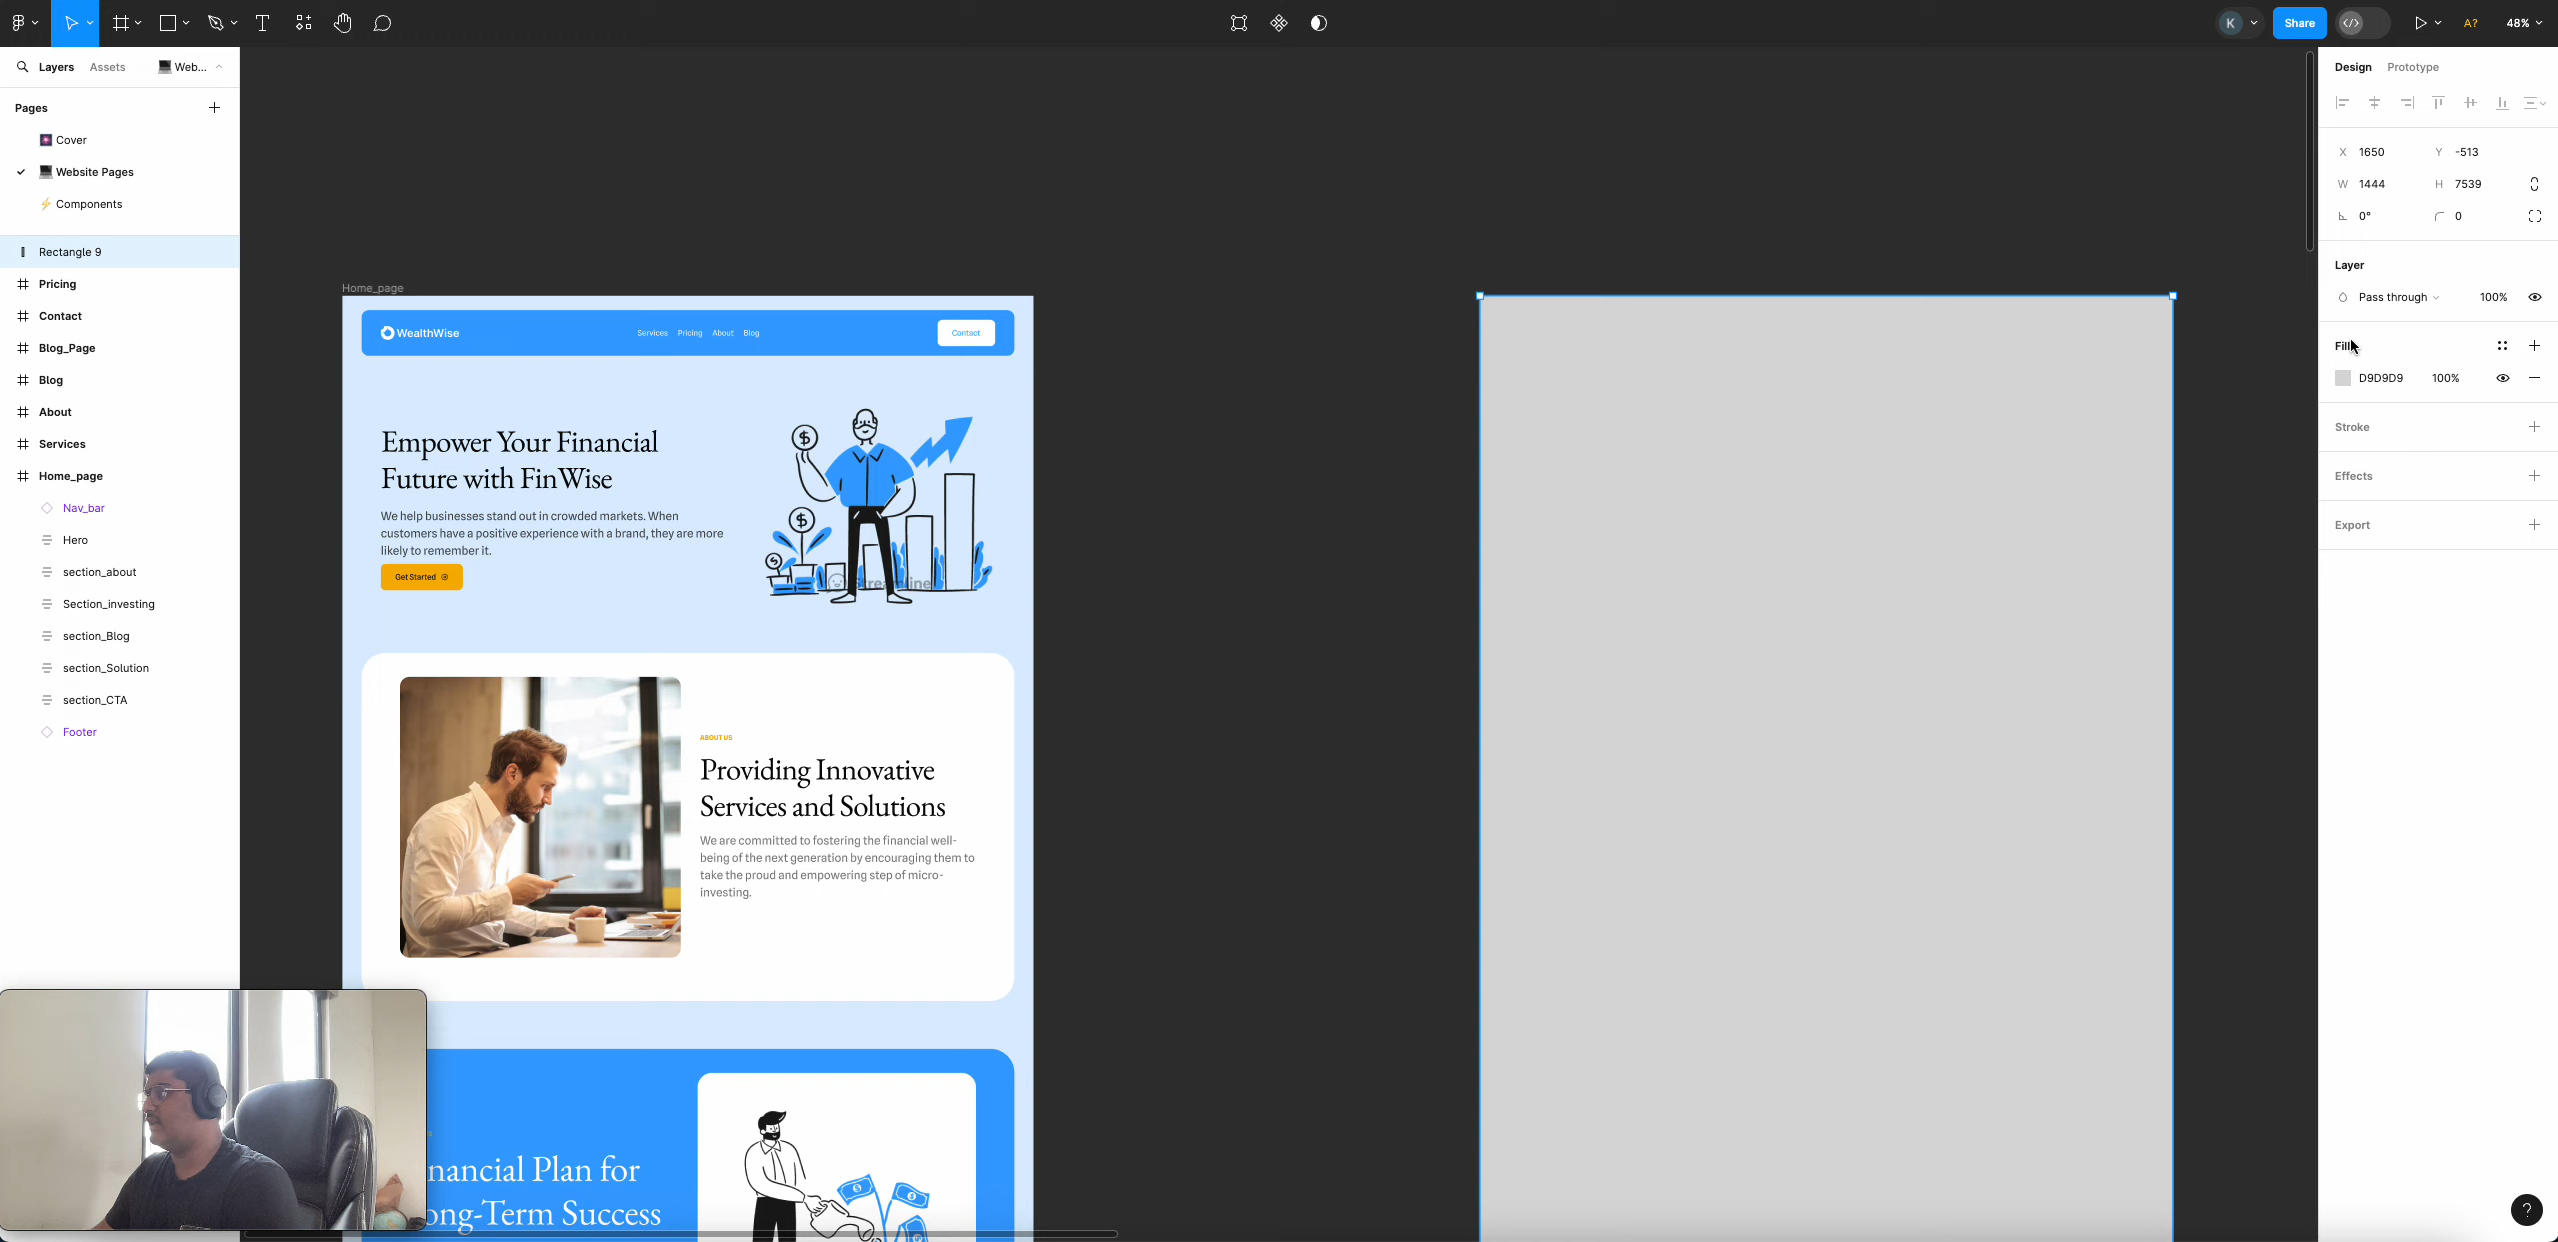 K
Share
A?
48%
Layers
Assets
Web...
Pages
Cover
Website Pages
Components
Rectangle 9
Pricing
Contact
Blog_Page
Blog
About
Services
Home_page
Nav_bar
Hero
section_about
Section_investing
section_Blog
section_Solution
section_CTA
Footer
Home_page
WealthWise
Services Pricing About Blog
Contact
Empower Your Financial
Future with FinWise
We help businesses stand out in crowded markets. When
customers have a positive experience with a brand, they are more
likely to remember it.
Get Started
Streamline
ABOUT US
Providing Innovative
Services and Solutions
We are committed to fostering the financial well-
being of the next generation by encouraging them to
take the proud and empowering step of micro-
investing.
nancial Plan for
ong-Term Success
Design
Prototype
X 1650 Y -513
W 1444 H 7539
0° 0
Layer
Pass through 100%
Fill
D9D9D9 100%
Stroke
Effects
Export
?